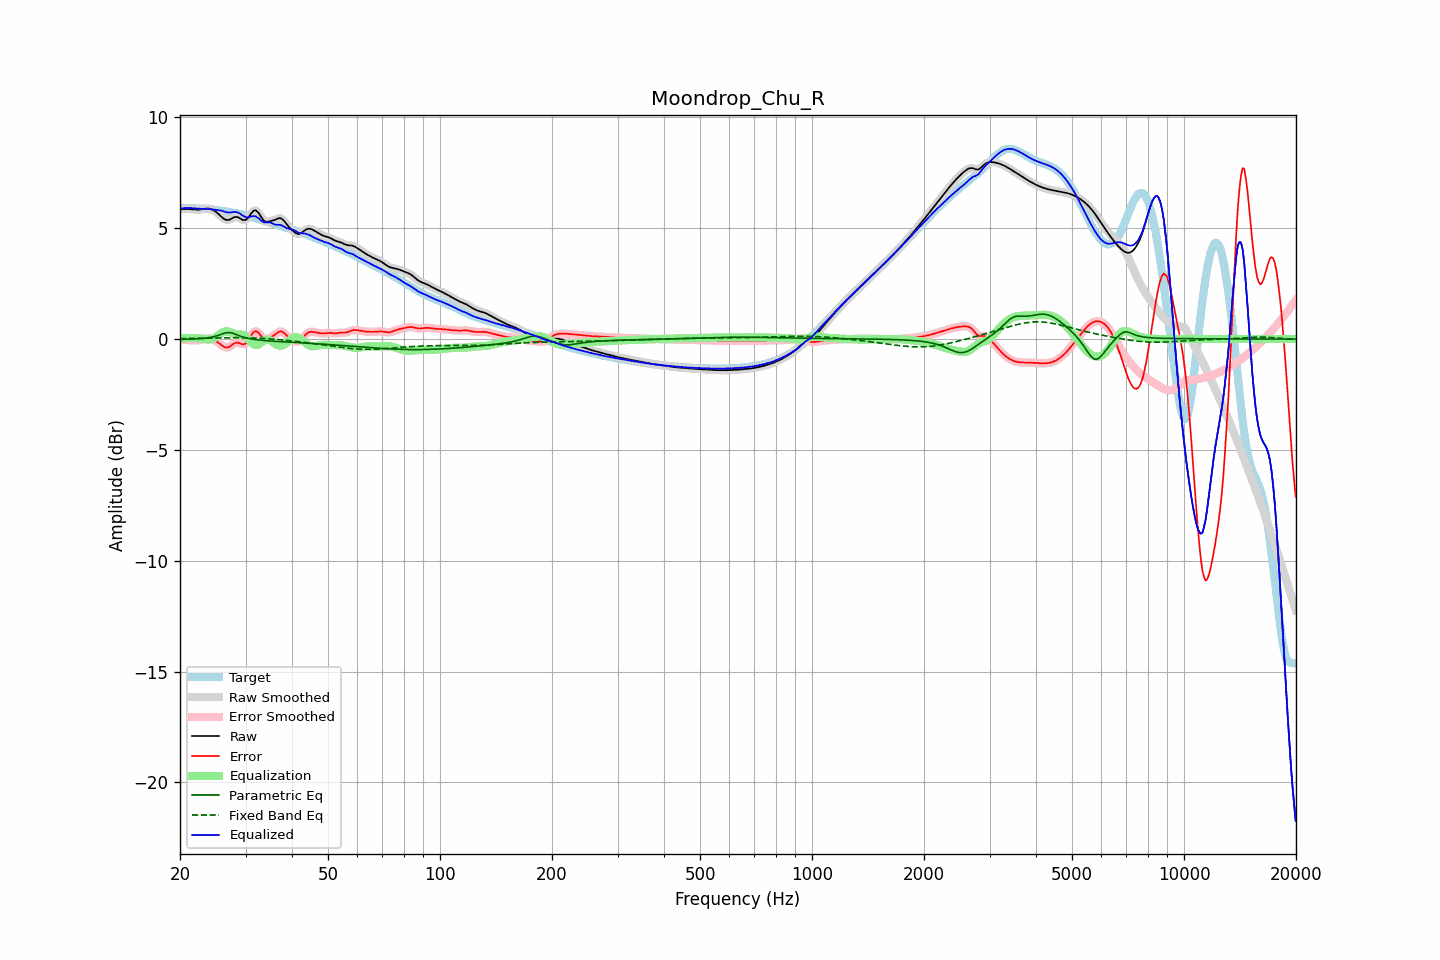 Moondrop_Chu_R
Amplitude (dBr)
10
5
0
−5
−10
−15
−20
Target
Raw Smoothed
Error Smoothed
Raw
Error
Equalization
Parametric Eq
Fixed Band Eq
Equalized
20 50 100 200 500 1000 2000 5000 10000 20000
Frequency (Hz)